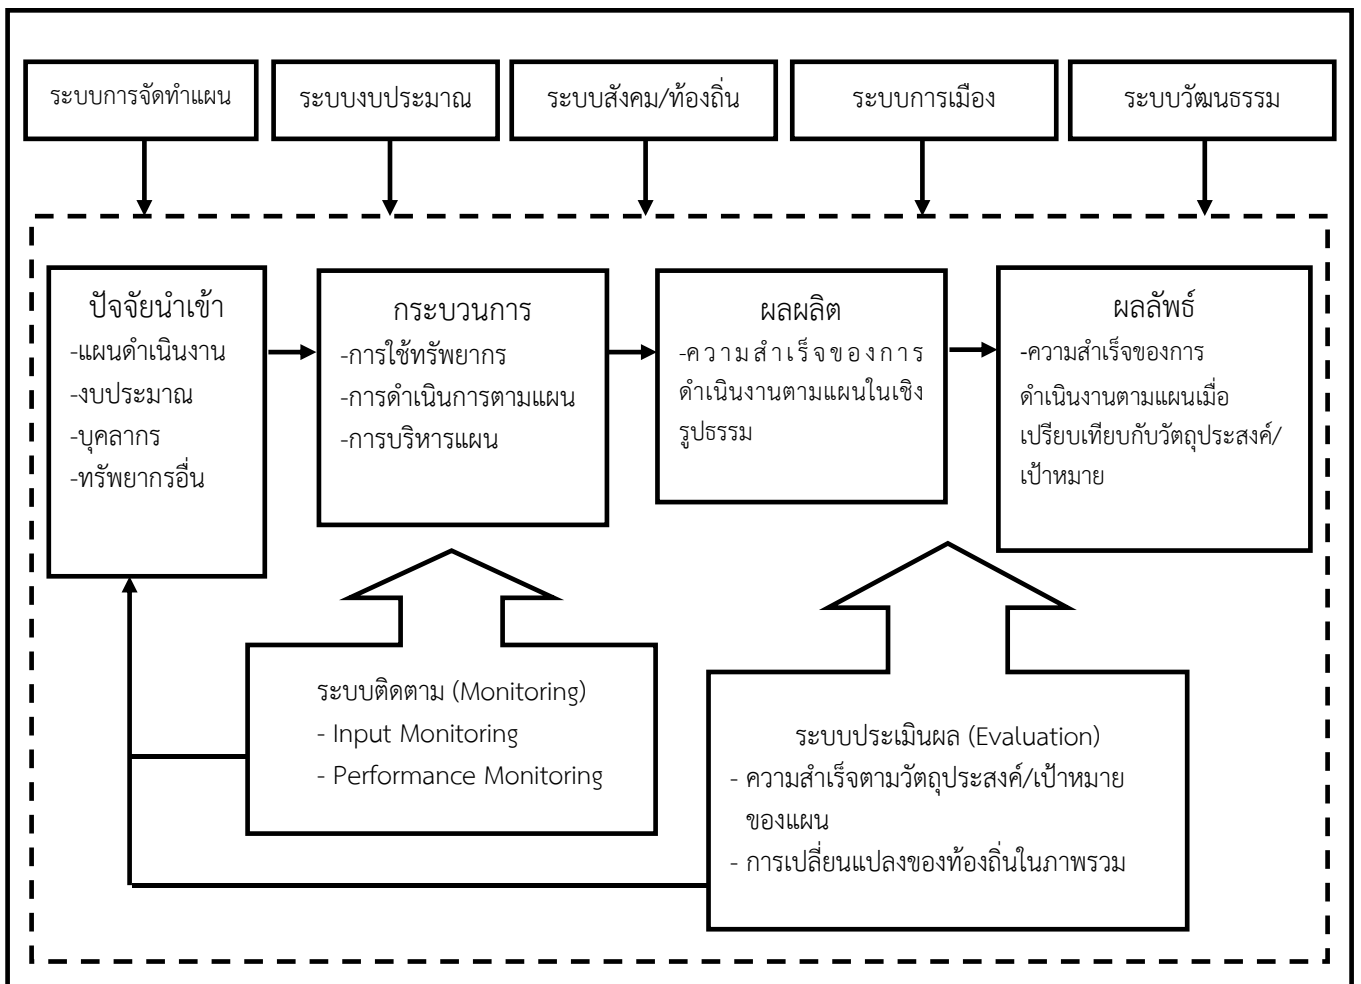 ระบบการจัดทำแผน
ระบบงบประมาณ
ระบบสังคม/ท้องถิ่น
ระบบการเมือง
ระบบวัฒนธรรม
ปัจจัยนำเข้า
-แผนดำเนินงาน
-งบประมาณ
-บุคลากร
-ทรัพยากรอื่น
กระบวนการ
-การใช้ทรัพยากร
-การดำเนินการตามแผน
-การบริหารแผน
ผลผลิต
-ความสำเร็จของการ
ดำเนินงานตามแผนในเชิง
รูปธรรม
ผลลัพธ์
-ความสำเร็จของการ
ดำเนินงานตามแผนเมื่อ
เปรียบเทียบกับวัตถุประสงค์/
เป้าหมาย
ระบบติดตาม (Monitoring)
- Input Monitoring
- Performance Monitoring
ระบบประเมินผล (Evaluation)
- ความสำเร็จตามวัตถุประสงค์/เป้าหมาย
ของแผน
- การเปลี่ยนแปลงของท้องถิ่นในภาพรวม